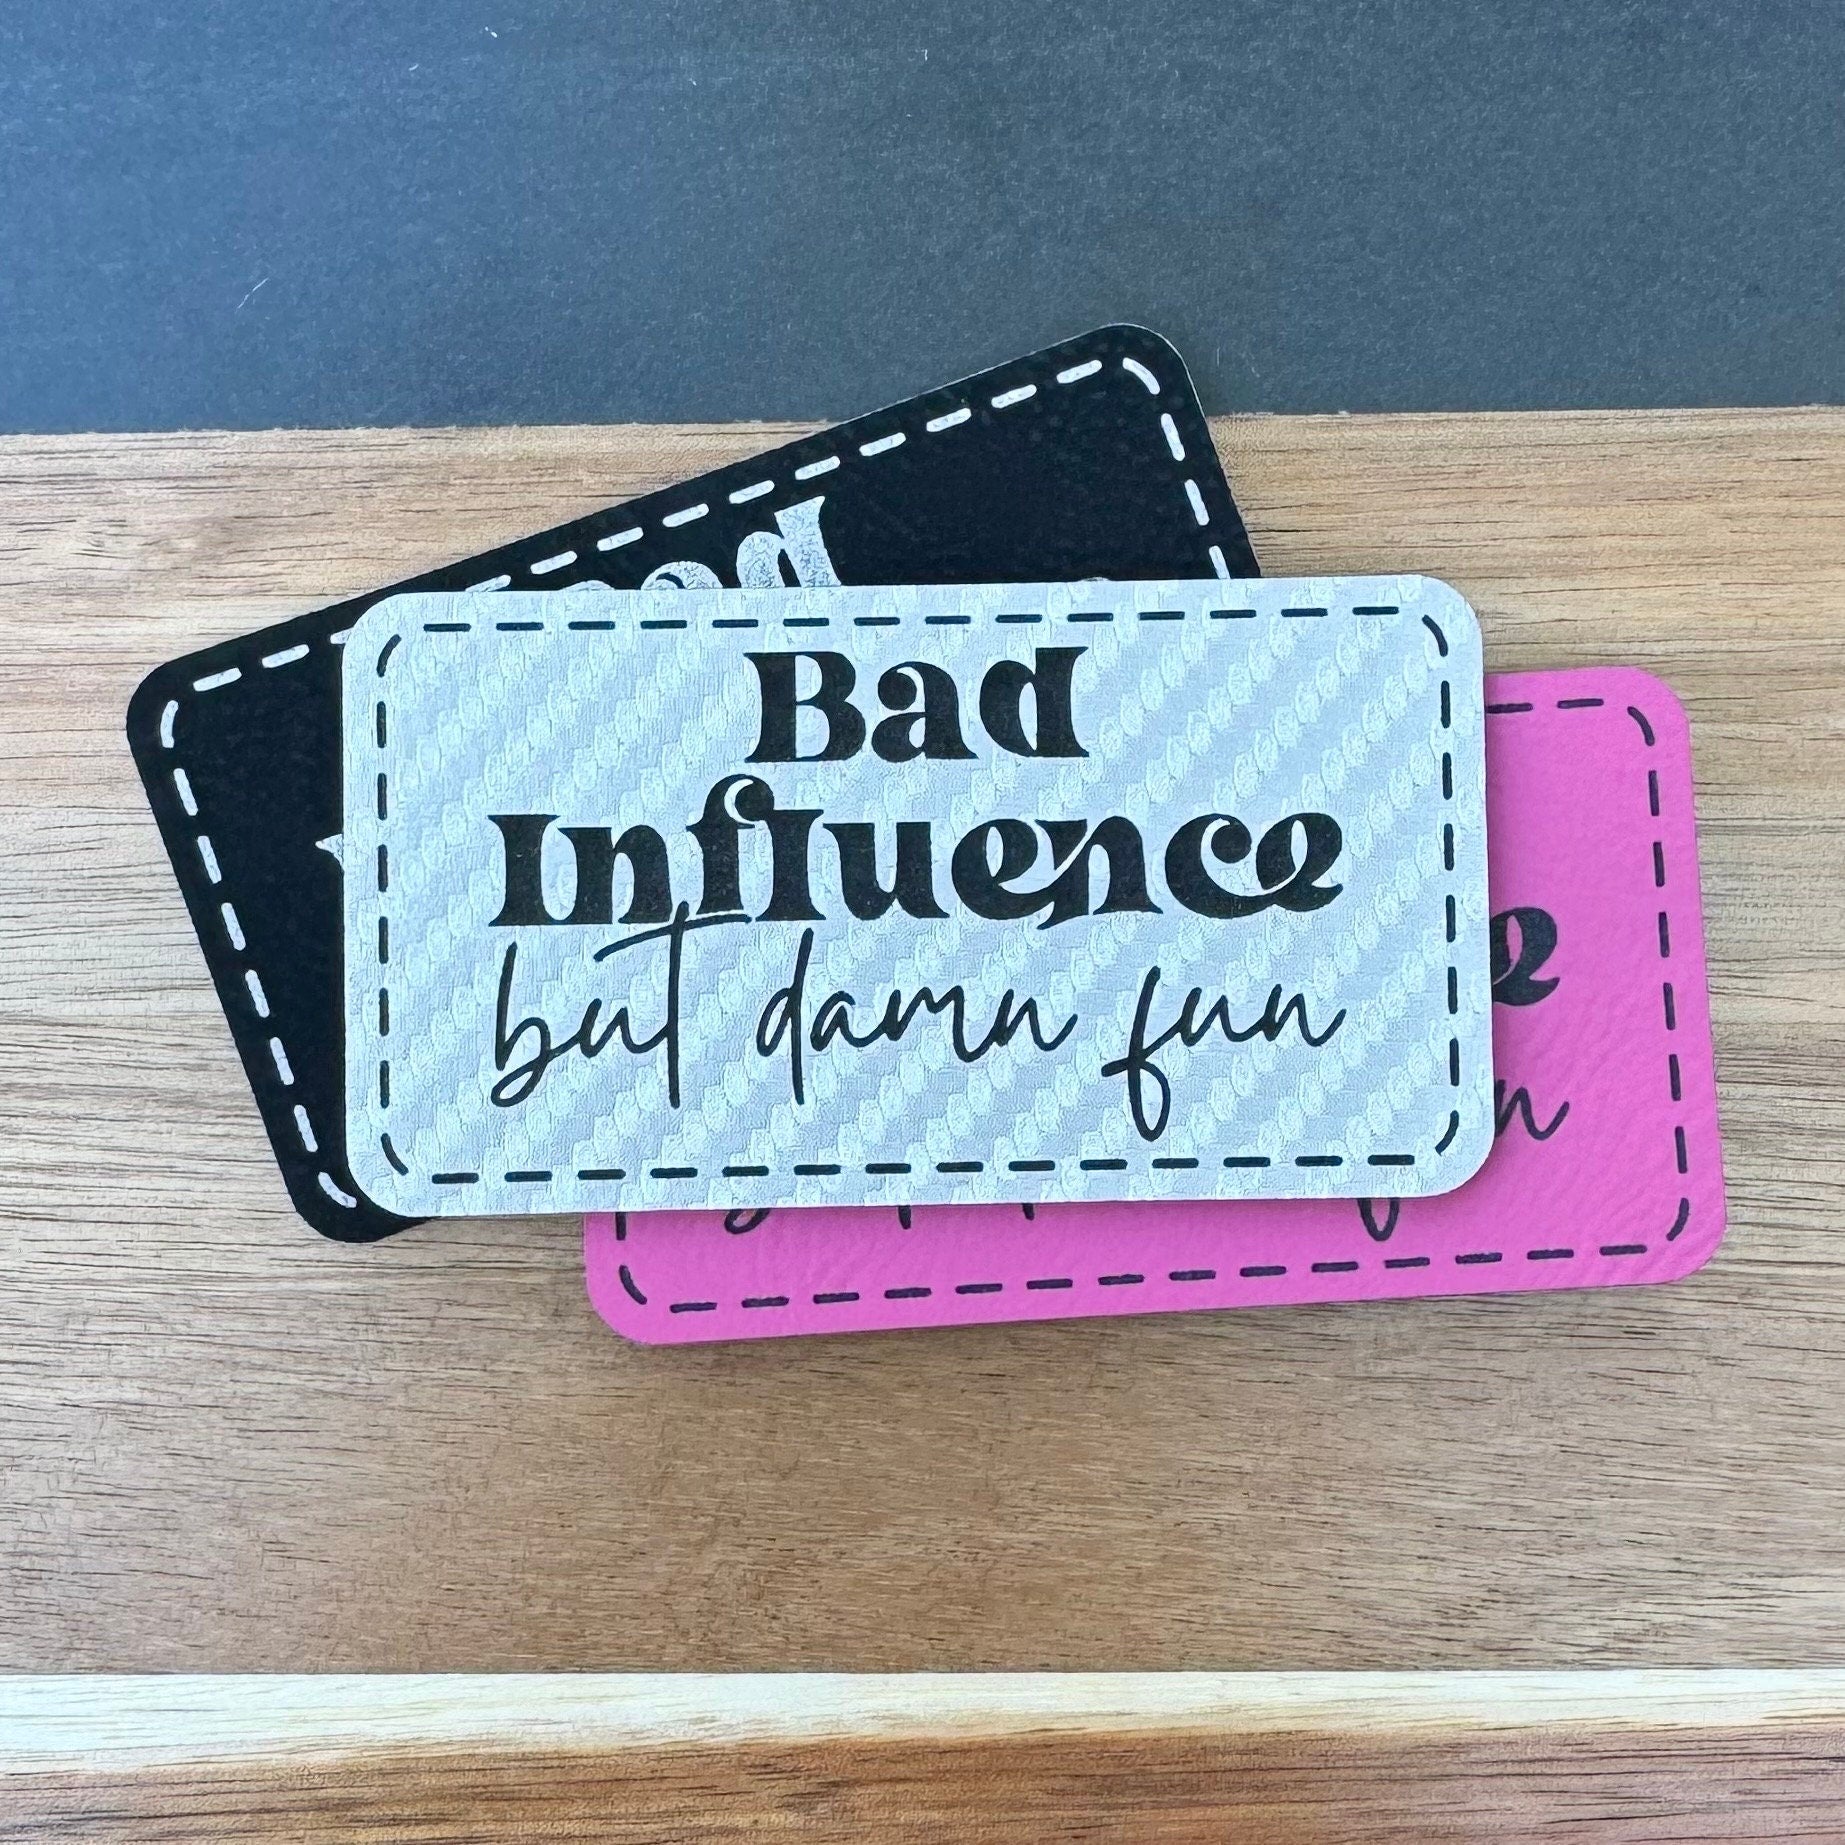 Bad
Influence
but damn fun